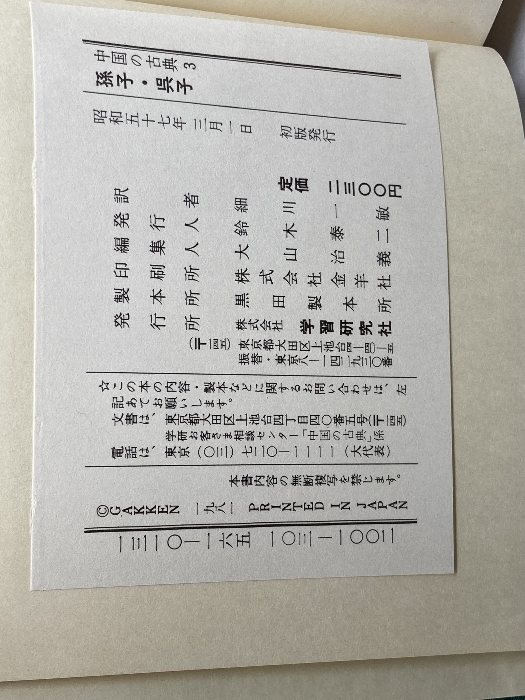 中国の古典 3
孫子・呉子
昭和五十七年三月一日 初版発行
定価 二三〇〇円
訳者 細川一敏
発行人 鈴木泰二
編集人 大山治義
印刷所 株式会社金羊社
製本所 黒田製本所
発行所 株式会社 学習研究社
(〒一四五) 東京都大田区上池台四―四〇―五
振替・東京八―一四二九三〇番
☆この本の内容・製本などに関するお問い合わせは、左
記あてお願いします。
文書は、東京都大田区上池台四丁目四〇番五号(〒一四五)
学研お客さま相談センター「中国の古典」係
電話は、東京(〇三)七二〇―一一一一(大代表)
本書内容の無断複写を禁じます。
©GAKKEN 一九八一 PRINTED IN JAPAN
一三一〇―一六五 一〇三一―一〇〇二